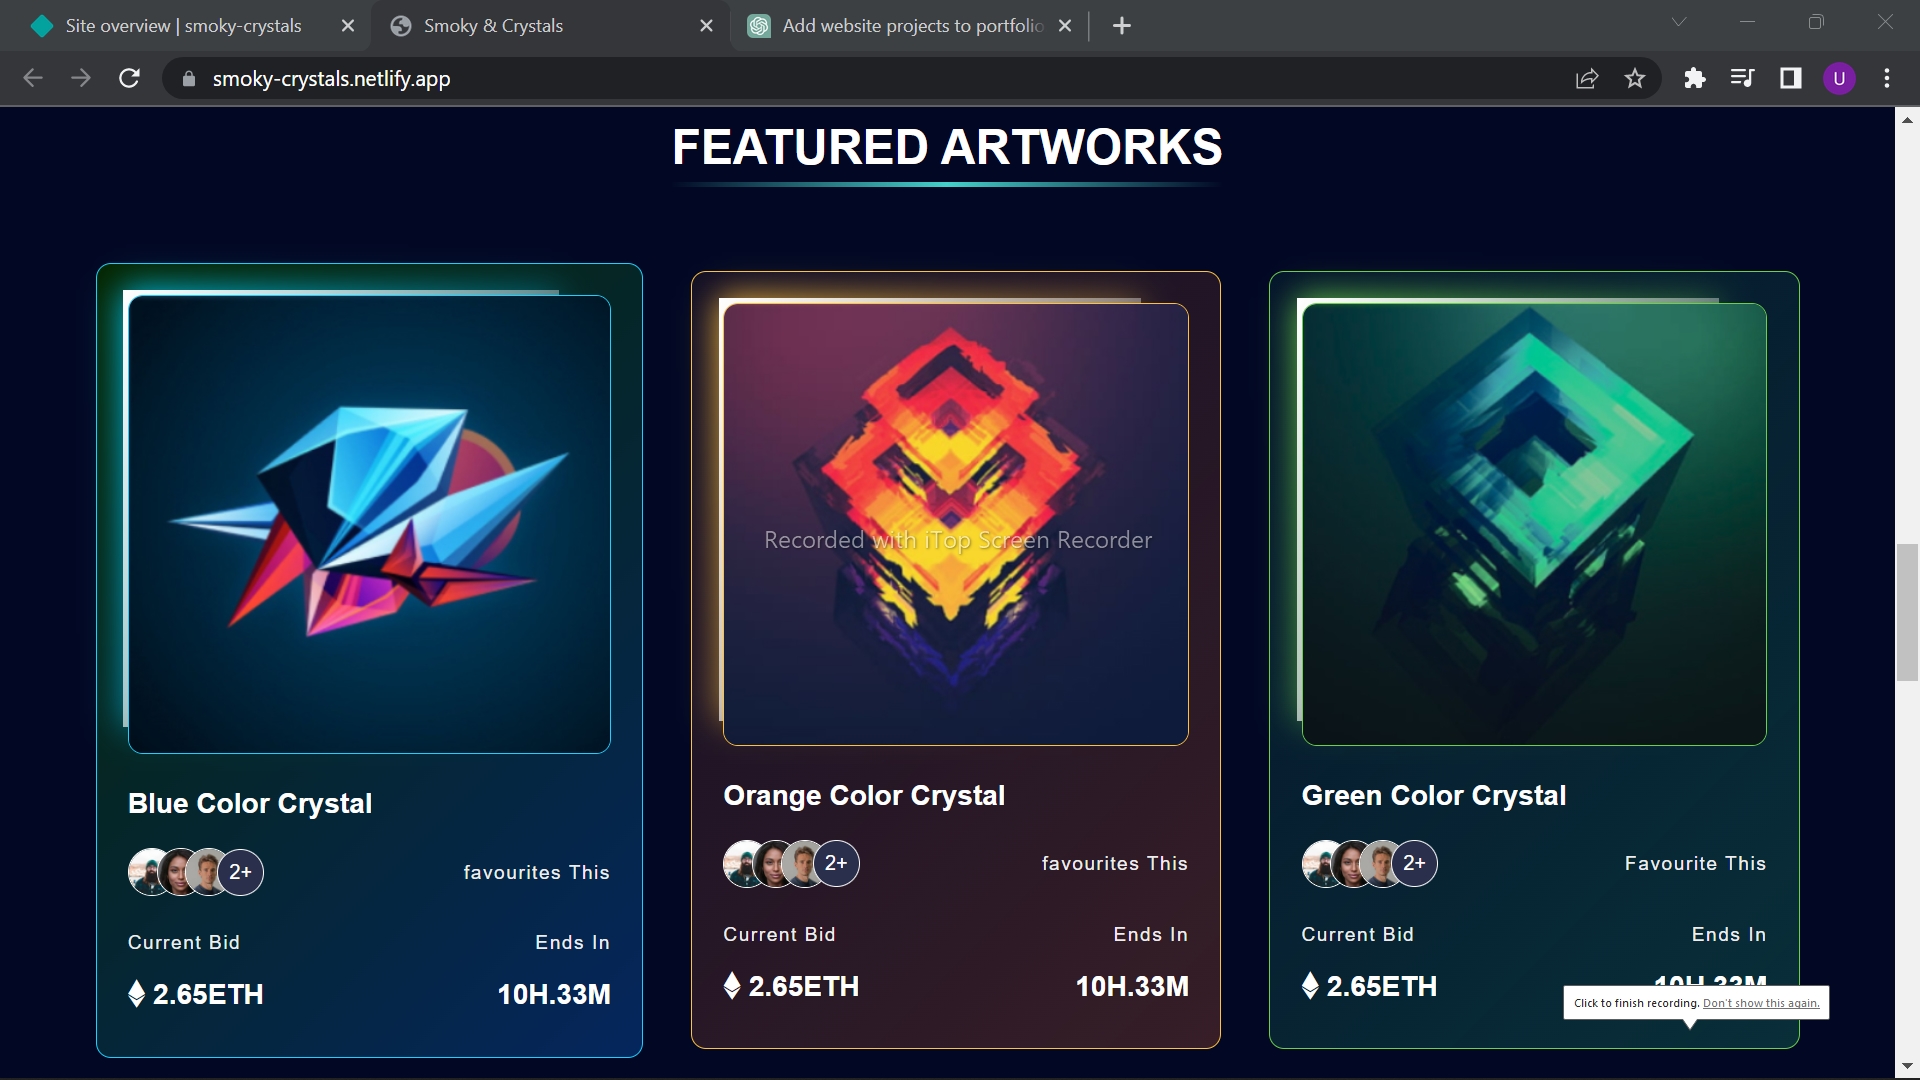 Site overview | smoky-crystals
Smoky & Crystals
Add website projects to portfolio
smoky-crystals.netlify.app
U
FEATURED ARTWORKS
Recorded with iTop Screen Recorder
Blue Color Crystal
2+
favourites This
Current Bid
Ends In
2.65ETH
10H.33M
Orange Color Crystal
2+
favourites This
Current Bid
Ends In
2.65ETH
10H.33M
Green Color Crystal
2+
Favourite This
Current Bid
Ends In
2.65ETH
10H.33M
Click to finish recording. Don't show this again.